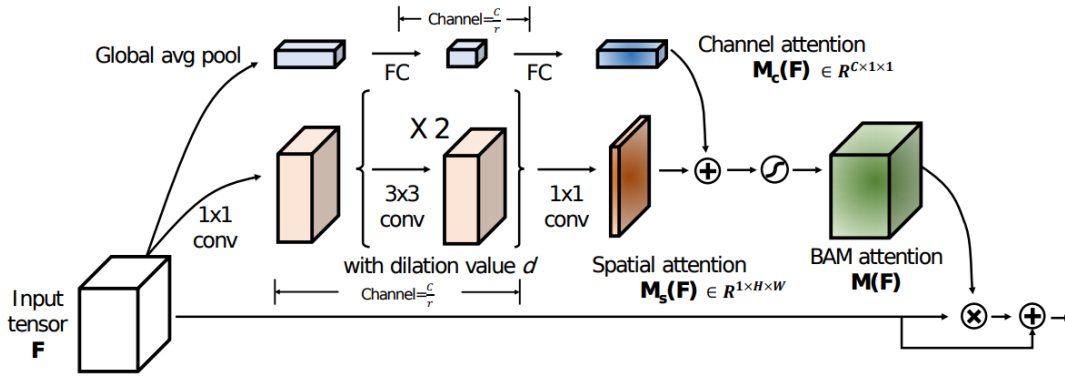 Channel=C/r
Global avg pool
FC
FC
Channel attention
Mc(F) ∈ R^C×1×1
X 2
1x1
conv
3x3
conv
1x1
conv
with dilation value d
Channel=C/r
Spatial attention
Ms(F) ∈ R^1×H×W
BAM attention
M(F)
Input
tensor
F